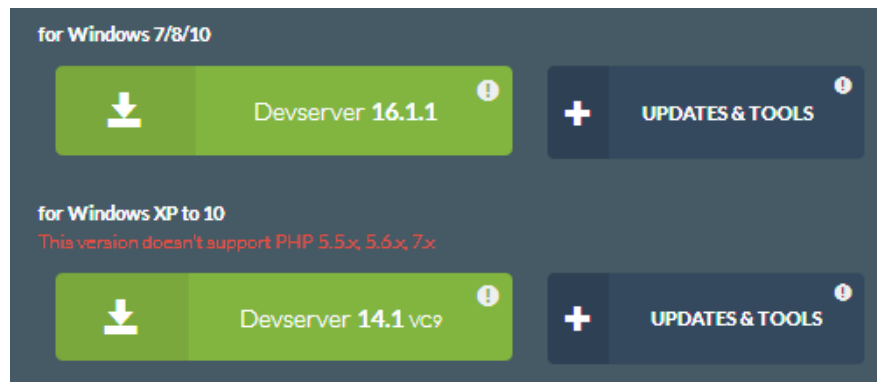 for Windows 7/8/10
Devserver 16.1.1
UPDATES & TOOLS
for Windows XP to 10
This version doesn't support PHP 5.5.x, 5.6.x, 7.x
Devserver 14.1 VC9
UPDATES & TOOLS